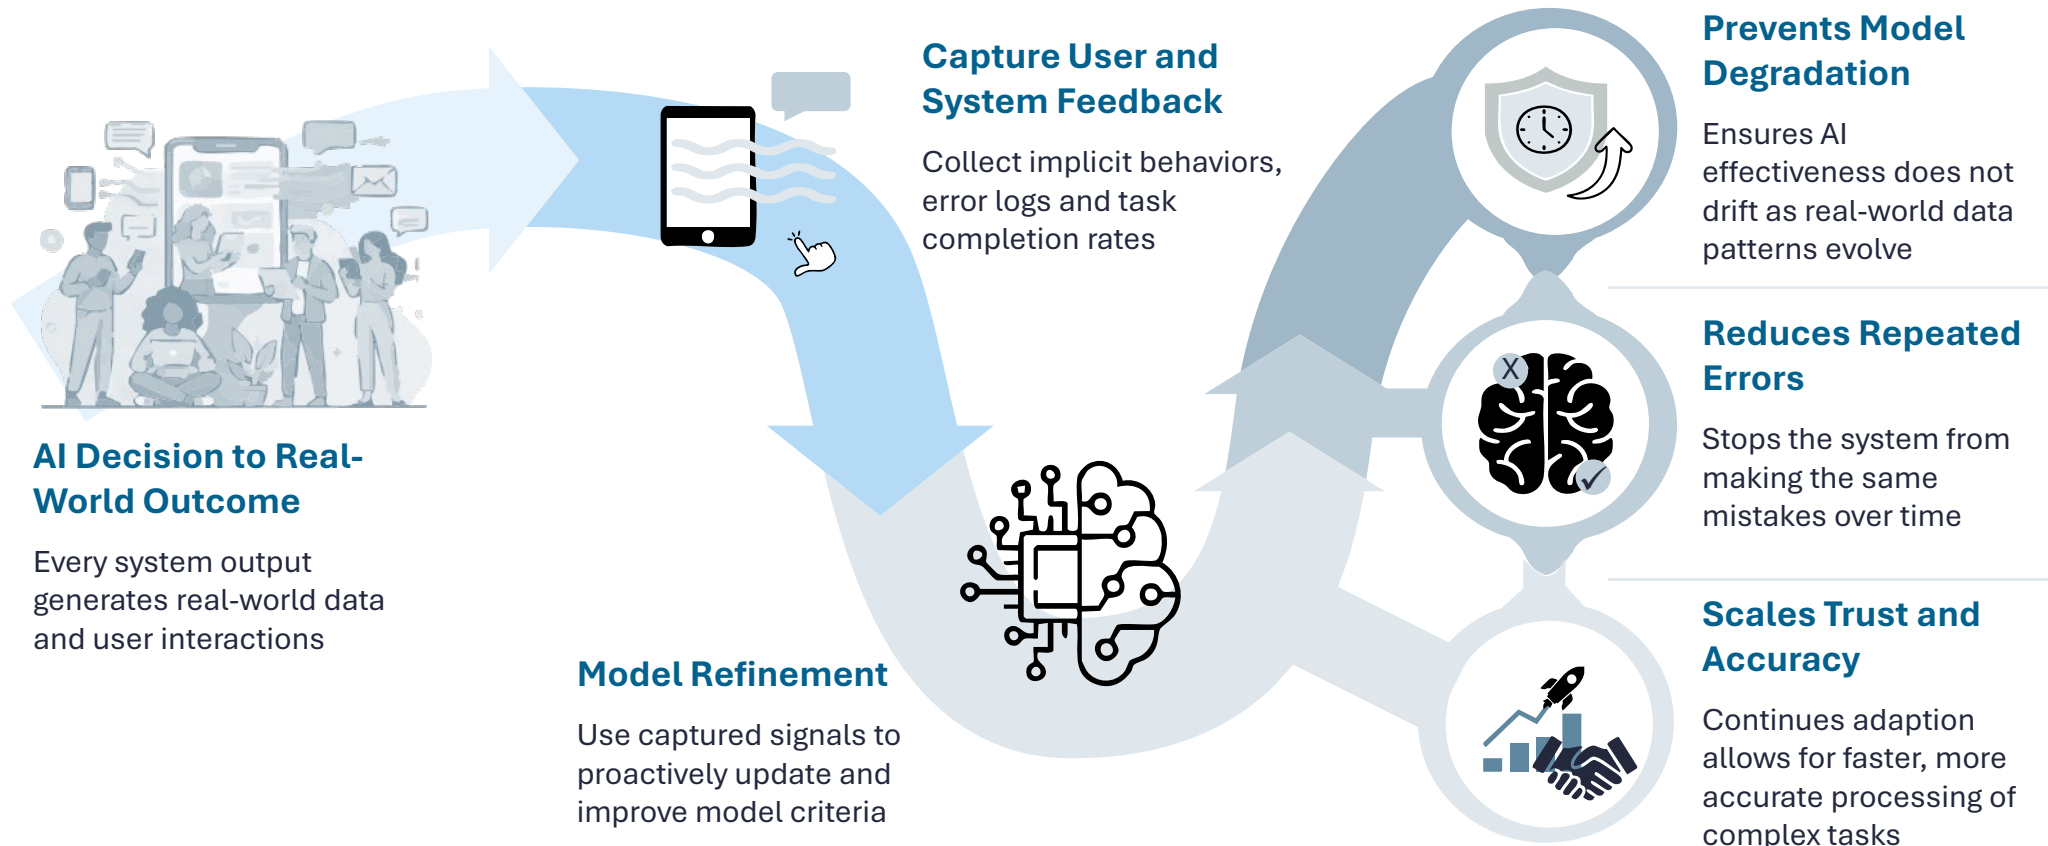 AI Decision to Real-
World Outcome
Every system output
generates real-world data
and user interactions
Capture User and
System Feedback
Collect implicit behaviors,
error logs and task
completion rates
Model Refinement
Use captured signals to
proactively update and
improve model criteria
Prevents Model
Degradation
Ensures AI
effectiveness does not
drift as real-world data
patterns evolve
X
Reduces Repeated
Errors
Stops the system from
making the same
mistakes over time
Scales Trust and
Accuracy
Continues adaption
allows for faster, more
accurate processing of
complex tasks